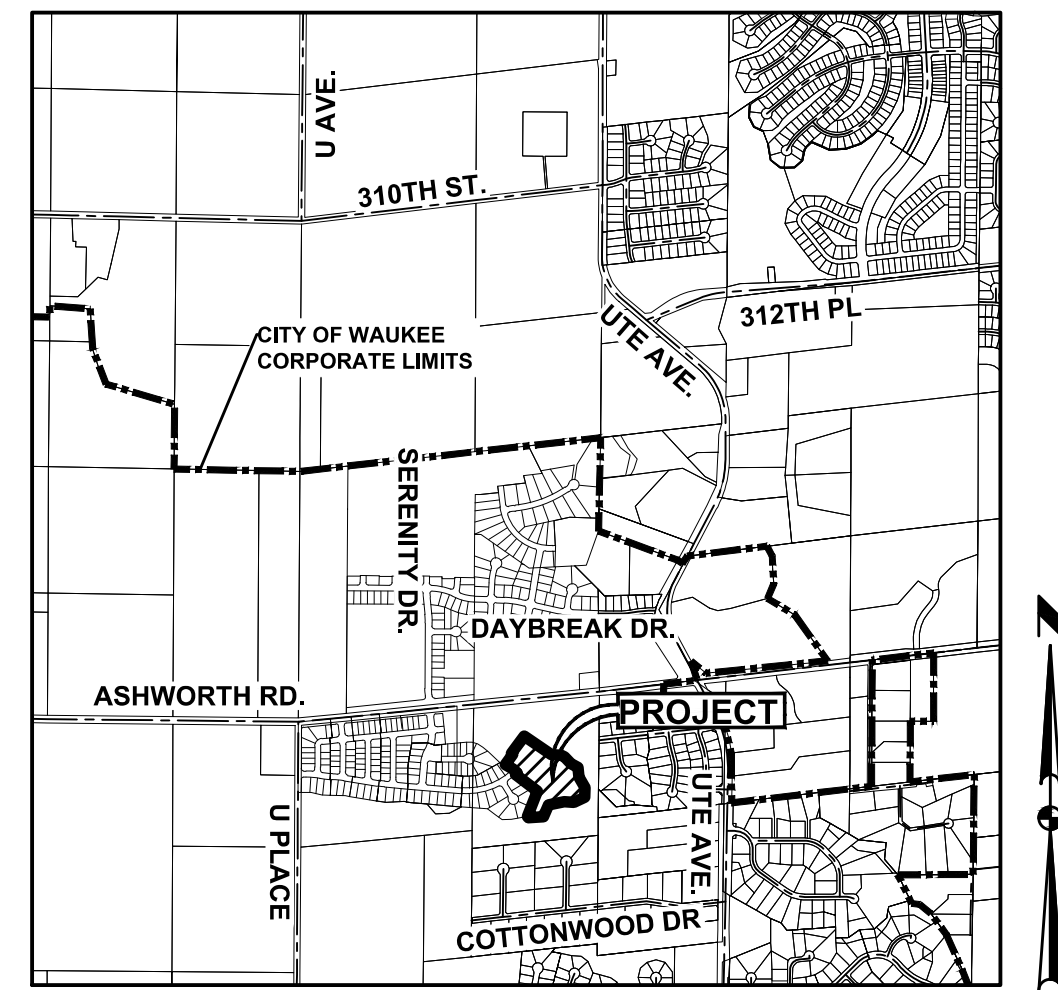 U AVE.
310TH ST.
312TH PL
UTE AVE.
CITY OF WAUKEE
CORPORATE LIMITS
SERENITY DR.
DAYBREAK DR.
ASHWORTH RD.
PROJECT
U PLACE
UTE AVE.
COTTONWOOD DR
N